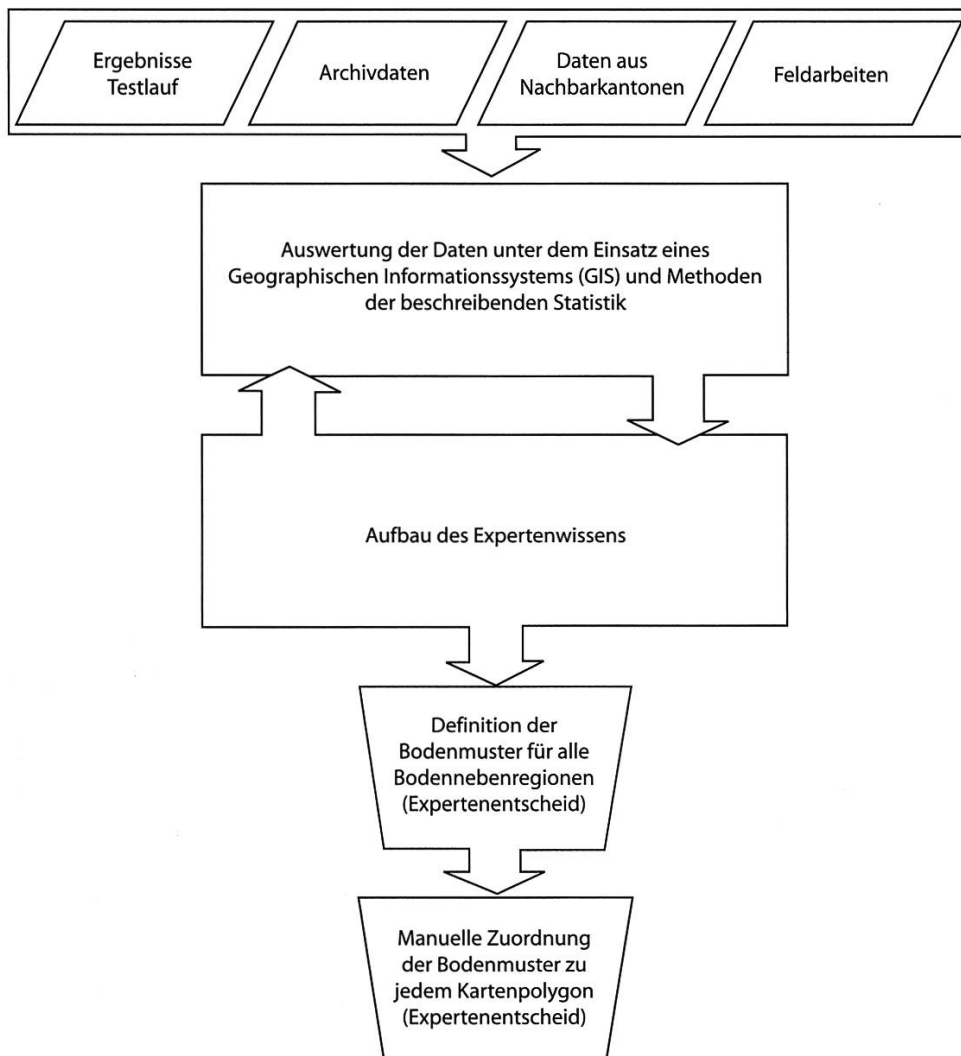 Ergebnisse
Testlauf
Archivdaten
Daten aus
Nachbarkantonen
Feldarbeiten
Auswertung der Daten unter dem Einsatz eines
Geographischen Informationssystems (GIS) und Methoden
der beschreibenden Statistik
Aufbau des Expertenwissens
Definition der
Bodenmuster für alle
Bodennebenregionen
(Expertenentscheid)
Manuelle Zuordnung
der Bodenmuster zu
jedem Kartenpolygon
(Expertenentscheid)